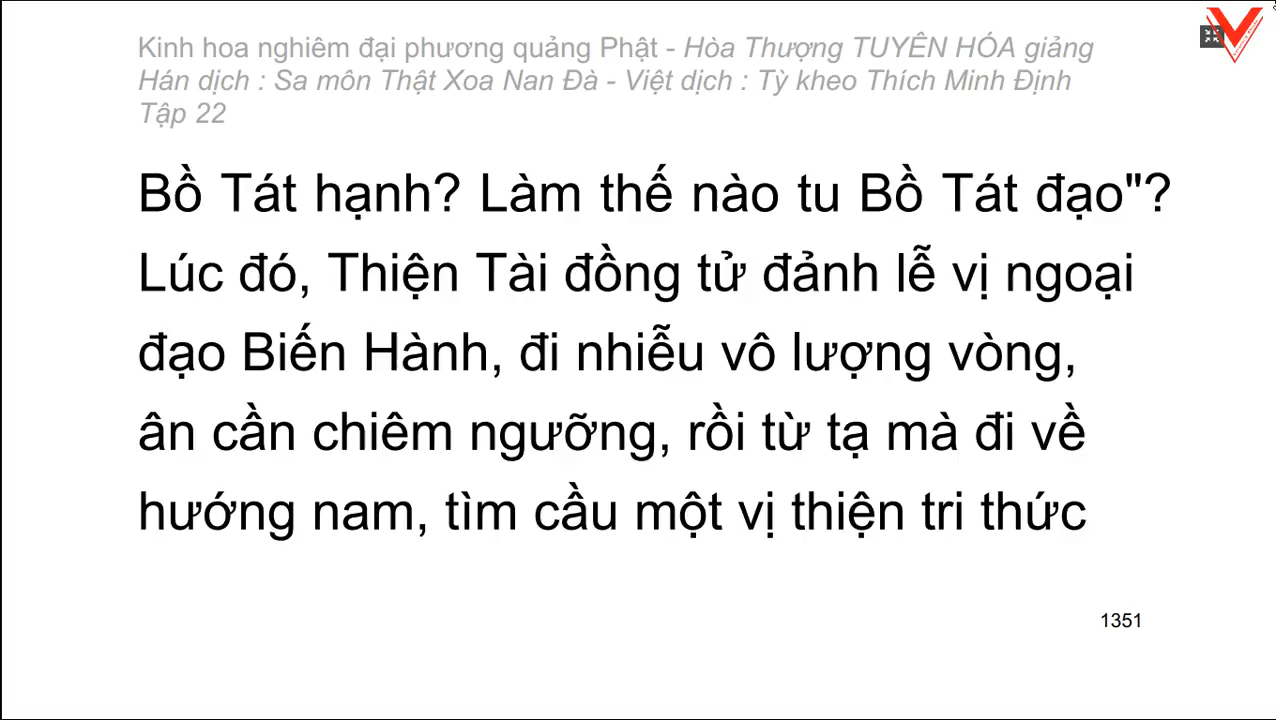 Kinh hoa nghiêm đại phương quảng Phật - Hòa Thượng TUYÊN HÓA giảng
Hán dịch : Sa môn Thật Xoa Nan Đà - Việt dịch : Tỳ kheo Thích Minh Định
Tập 22
Bồ Tát hạnh? Làm thế nào tu Bồ Tát đạo"?
Lúc đó, Thiện Tài đồng tử đảnh lễ vị ngoại
đạo Biến Hành, đi nhiễu vô lượng vòng,
ân cần chiêm ngưỡng, rồi từ tạ mà đi về
hướng nam, tìm cầu một vị thiện tri thức
1351